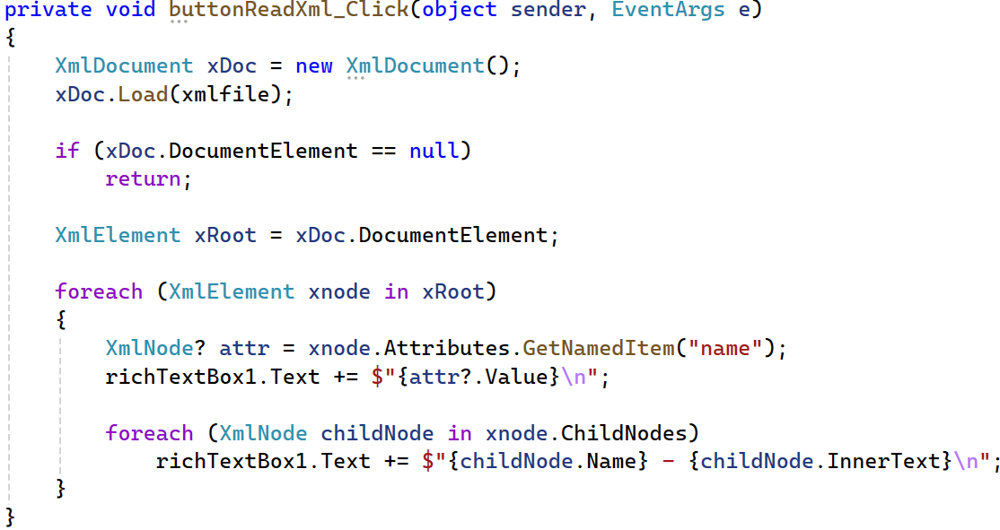 private void buttonReadXml_Click(object sender, EventArgs e)
{
    XmlDocument xDoc = new XmlDocument();
    xDoc.Load(xmlfile);

    if (xDoc.DocumentElement == null)
        return;

    XmlElement xRoot = xDoc.DocumentElement;

    foreach (XmlElement xnode in xRoot)
    {
        XmlNode? attr = xnode.Attributes.GetNamedItem("name");
        richTextBox1.Text += $"{attr?.Value}\n";

        foreach (XmlNode childNode in xnode.ChildNodes)
            richTextBox1.Text += $"{childNode.Name} - {childNode.InnerText}\n";
    }
}